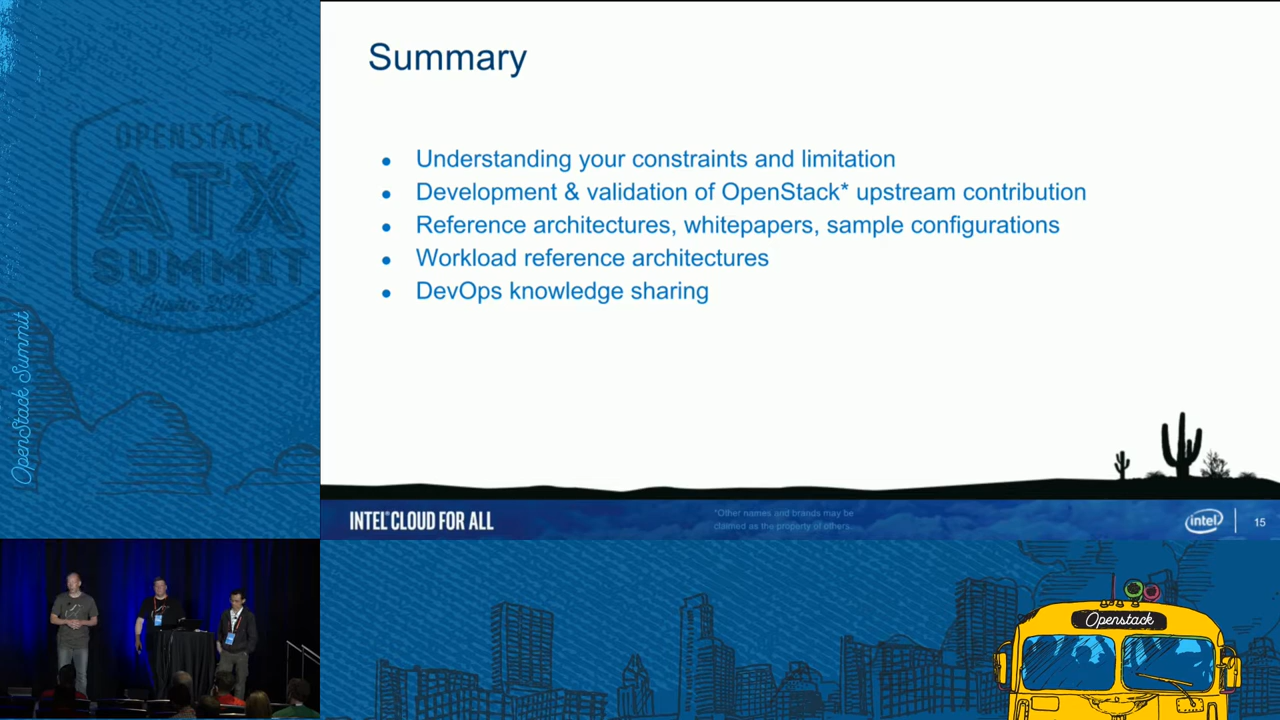 Summary
Understanding your constraints and limitation
Development & validation of OpenStack* upstream contribution
Reference architectures, whitepapers, sample configurations
Workload reference architectures
DevOps knowledge sharing
INTEL® CLOUD FOR ALL
*Other names and brands may be
claimed as the property of others.
intel
15
OPENSTACK
ATX
SUMMIT
Austin 2016
OpenStack Summit
Openstack